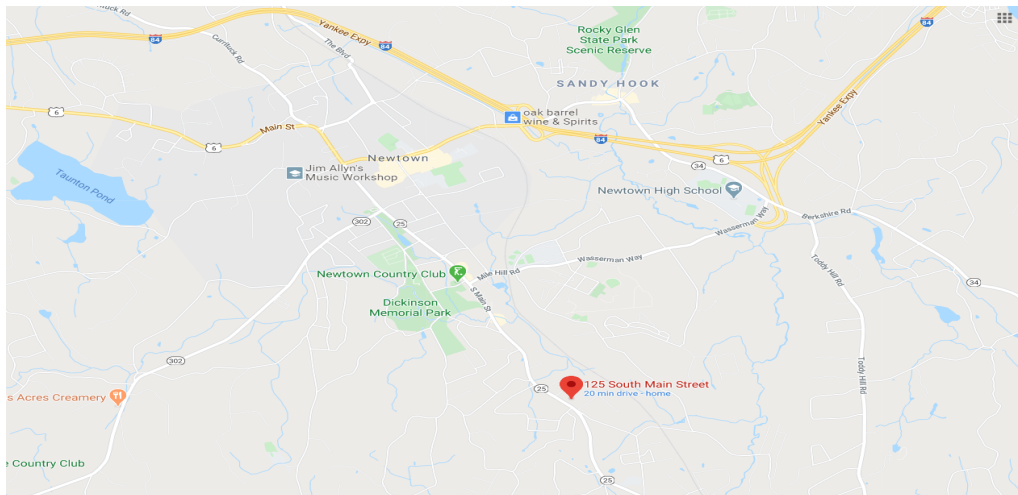 ruck Rd
Yankee Expy
84
84
84
The Blvd
Currituck Rd
Rocky Glen
State Park
Scenic Reserve
SANDY HOOK
6
Main St
6
oak barrel
wine & Spirits
84
Yankee Expy
Newtown
Jim Allyn's
Music Workshop
Taunton Pond
34
6
Newtown High School
302
25
Wasserman Way
Berkshire Rd
Newtown Country Club
Mile Hill Rd
Wasserman Way
Toddy Hill Rd
34
S Main St
Dickinson
Memorial Park
302
Toddy Hill Rd
25
125 South Main Street
20 min drive - home
s Acres Creamery
e Country Club
25